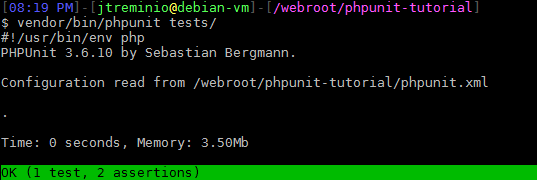 [08:19 PM]-[jtreminio@debian-vm]-[/webroot/phpunit-tutorial]
$ vendor/bin/phpunit tests/
#!/usr/bin/env php
PHPUnit 3.6.10 by Sebastian Bergmann.
Configuration read from /webroot/phpunit-tutorial/phpunit.xml
.
Time: 0 seconds, Memory: 3.50Mb
OK (1 test, 2 assertions)